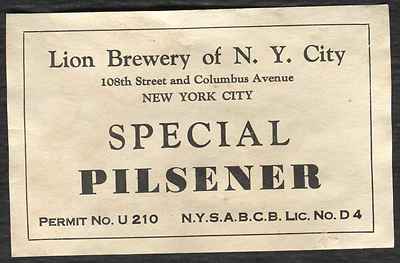 Lion Brewery of N. Y. City
108th Street and Columbus Avenue
NEW YORK CITY
SPECIAL
PILSENER
PERMIT NO. U 210 N.Y.S.A.B.C.B. LIC. NO. D 4